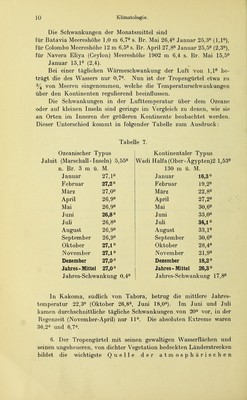 10 Klimatologie.
Die Schwankungen der Monatsmittel sind
für Batavia Meereshöhe 1,0 m 6,7° s. Br. Mai 26,4° Januar 25,3° (1,1°),
für Colombo Meereshöhe 12 m 6,5° n. Br. April 27,8° Januar 25,5° (2,3°),
für Navera Eliya (Ceylon) Meereshöhe 1902 m 6,4 n. Br. Mai 15,5°
Januar 13,1° (2,4).
Bei einer täglichen Wärmeschwankung der Luft von 1,1° be-
trägt die des Wassers nur 0,7°. Nun ist der Tropengürtel etwa zu
¾ von Meeren eingenommen, welche die Temperaturschwankungen
über den Kontinenten regulierend beeinflussen.
Die Schwankungen in der Lufttemperatur über dem Ozeane
oder auf kleinen Inseln sind gering im Vergleich zu denen, wie sie
an Orten im Inneren der größeren Kontinente beobachtet werden.
Dieser Unterschied kommt in folgender Tabelle zum Ausdruck:
Tabelle 7.
Ozeanischer Typus
Jaluit (Marschall-Inseln) 5,55°
n. Br. 3 m ü. M.
Januar 27,1°
Februar 27,2°
März 27,0°
April 26,9°
Mai 26,9°
Juni 26,8°
Juli 26,8°
August 26,9°
September 26,9°
Oktober 27,1°
November 27,1°
Dezember 27,0°
Jahres-Mittel 27,0°
Jahres-Schwankung 0,4°
Kontinentaler Typus
Wadi Halfa (Ober-Ägypten) 21,53°
130 m ü. M.
Januar 16,3°
Februar 19,2°
März 22,8°
April 27,2°
Mai 30,6°
Juni 33,0°
Juli 34,1°
August 33,1°
September 30,0°
Oktober 28,4°
November 21,9°
Dezember 18,2°
Jahres-Mittel 26,3°
Jahres-Schwankung 17,8°
In Kakoma, südlich von Tabora, betrug die mittlere Jahres-
temperatur 22,3° (Oktober 26,8°, Juni 18,0°). Im Juni und Juli
kamen durchschnittliche tägliche Schwankungen von 20° vor, in der
Regenzeit (November-April) nur 11°. Die absoluten Extreme waren
36,2° und 6,7°.
6. Der Tropengürtel mit seinen gewaltigen Wasserflächen und
seinen ungeheueren, von dichter Vegetation bedeckten Länderstrecken
bildet die wichtigste Quelle der atmosphärischen